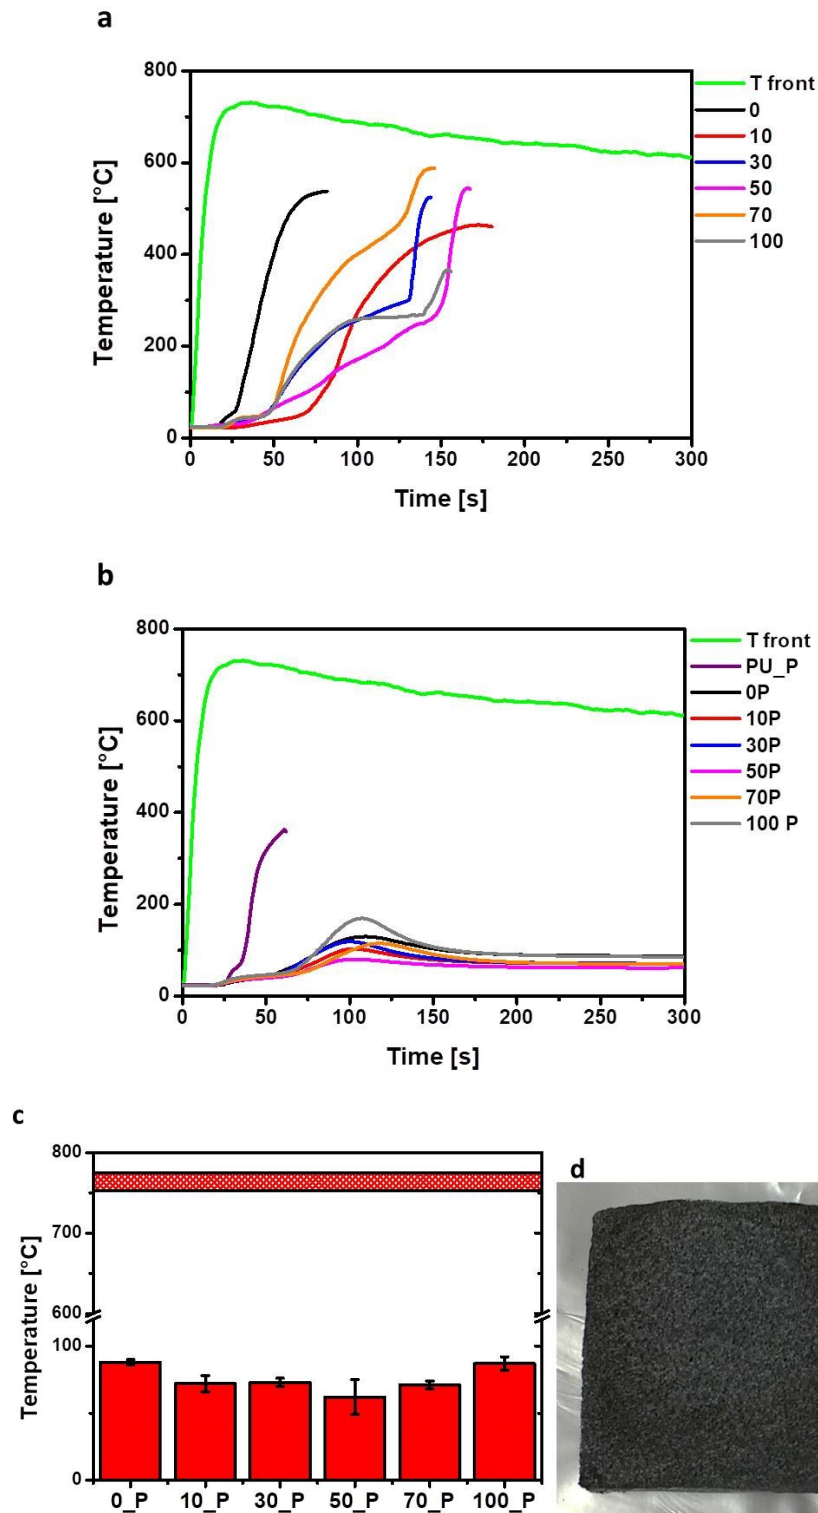 a
800
600
400
200
0
Temperature [°C]
0 50 100 150 200 250 300
Time [s]
T front
0
10
30
50
70
100
b
800
600
400
200
0
Temperature [°C]
0 50 100 150 200 250 300
Time [s]
T front
PU_P
0P
10P
30P
50P
70P
100 P
c
800
700
600
100
0
Temperature [°C]
0_P 10_P 30_P 50_P 70_P 100_P
d